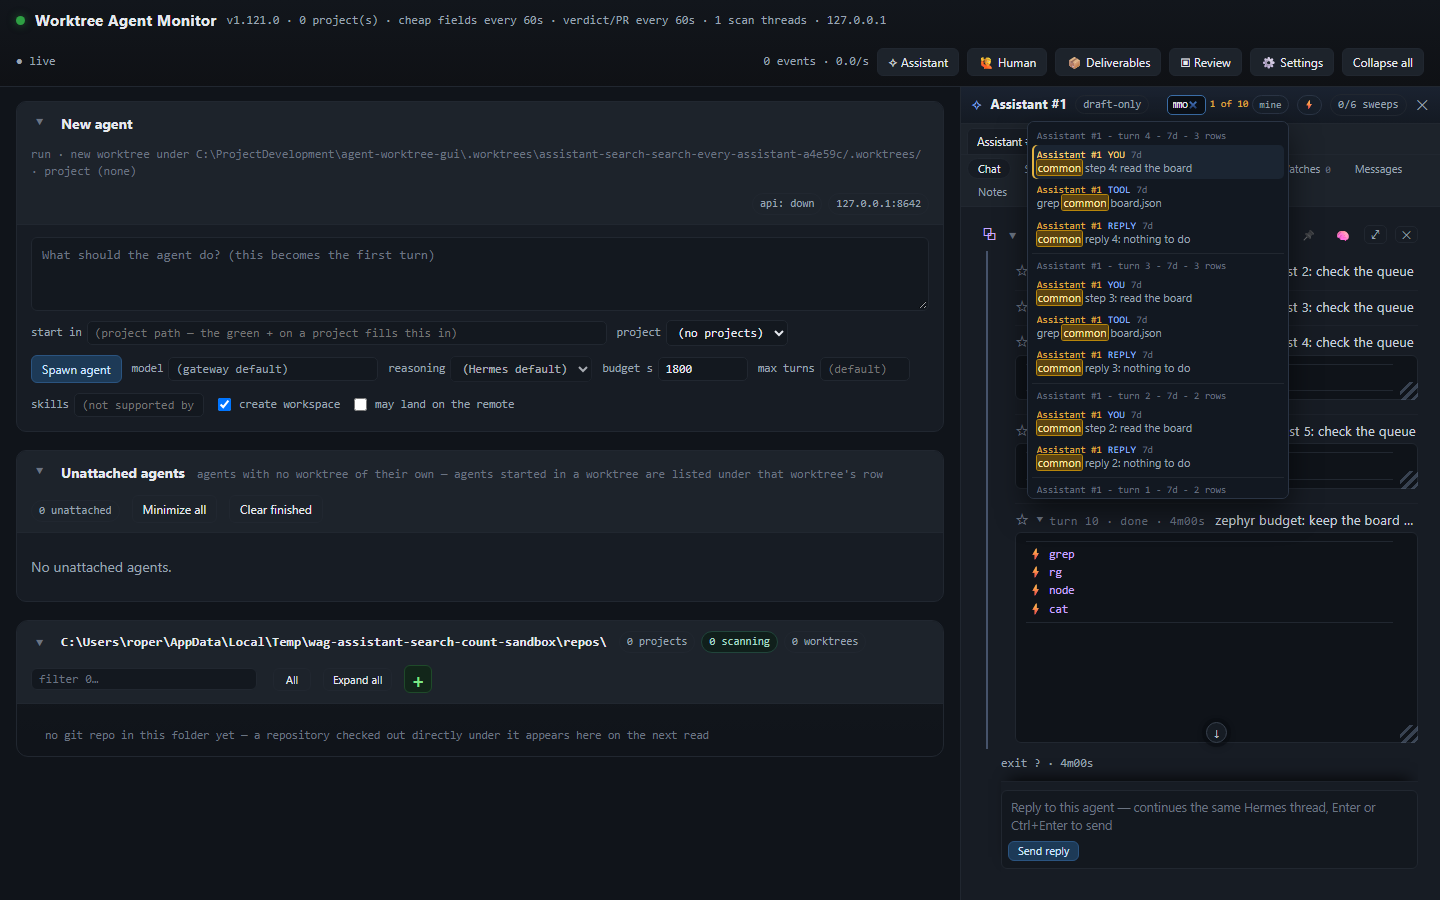 Worktree Agent Monitor v1.121.0 · 0 project(s) · cheap fields every 60s · verdict/PR every 60s · 1 scan threads · 127.0.0.1
live
0 events · 0.0/s
Assistant
Human
Deliverables
Review
Settings
Collapse all
New agent
run · new worktree under C:\ProjectDevelopment\agent-worktree-gui\.worktrees\assistant-search-search-every-assistant-a4e59c/.worktrees/
· project (none)
api: down 127.0.0.1:8642
What should the agent do? (this becomes the first turn)
start in (project path — the green + on a project fills this in) project (no projects)
Spawn agent model (gateway default) reasoning (Hermes default) budget s 1800 max turns (default)
skills (not supported by create workspace may land on the remote
Unattached agents agents with no worktree of their own — agents started in a worktree are listed under that worktree's row
0 unattached Minimize all Clear finished
No unattached agents.
C:\Users\roper\AppData\Local\Temp\wag-assistant-search-count-sandbox\repos\ 0 projects 0 scanning 0 worktrees
filter 0… All Expand all +
no git repo in this folder yet — a repository checked out directly under it appears here on the next read
Assistant #1 draft-only mmo 1 of 10 mine 0/6 sweeps
Assistant
Chat
atches 0 Messages
Notes
Assistant #1 - turn 4 - 7d - 3 rows
Assistant #1 YOU 7d
common step 4: read the board
Assistant #1 TOOL 7d
grep common board.json
Assistant #1 REPLY 7d
common reply 4: nothing to do
Assistant #1 - turn 3 - 7d - 3 rows
Assistant #1 YOU 7d
common step 3: read the board
Assistant #1 TOOL 7d
grep common board.json
Assistant #1 REPLY 7d
common reply 3: nothing to do
Assistant #1 - turn 2 - 7d - 2 rows
Assistant #1 YOU 7d
common step 2: read the board
Assistant #1 REPLY 7d
common reply 2: nothing to do
Assistant #1 - turn 1 - 7d - 2 rows
st 2: check the queue
st 3: check the queue
st 4: check the queue
st 5: check the queue
turn 10 · done · 4m00s zephyr budget: keep the board ...
grep
rg
node
cat
exit ? · 4m00s
Reply to this agent — continues the same Hermes thread, Enter or
Ctrl+Enter to send
Send reply